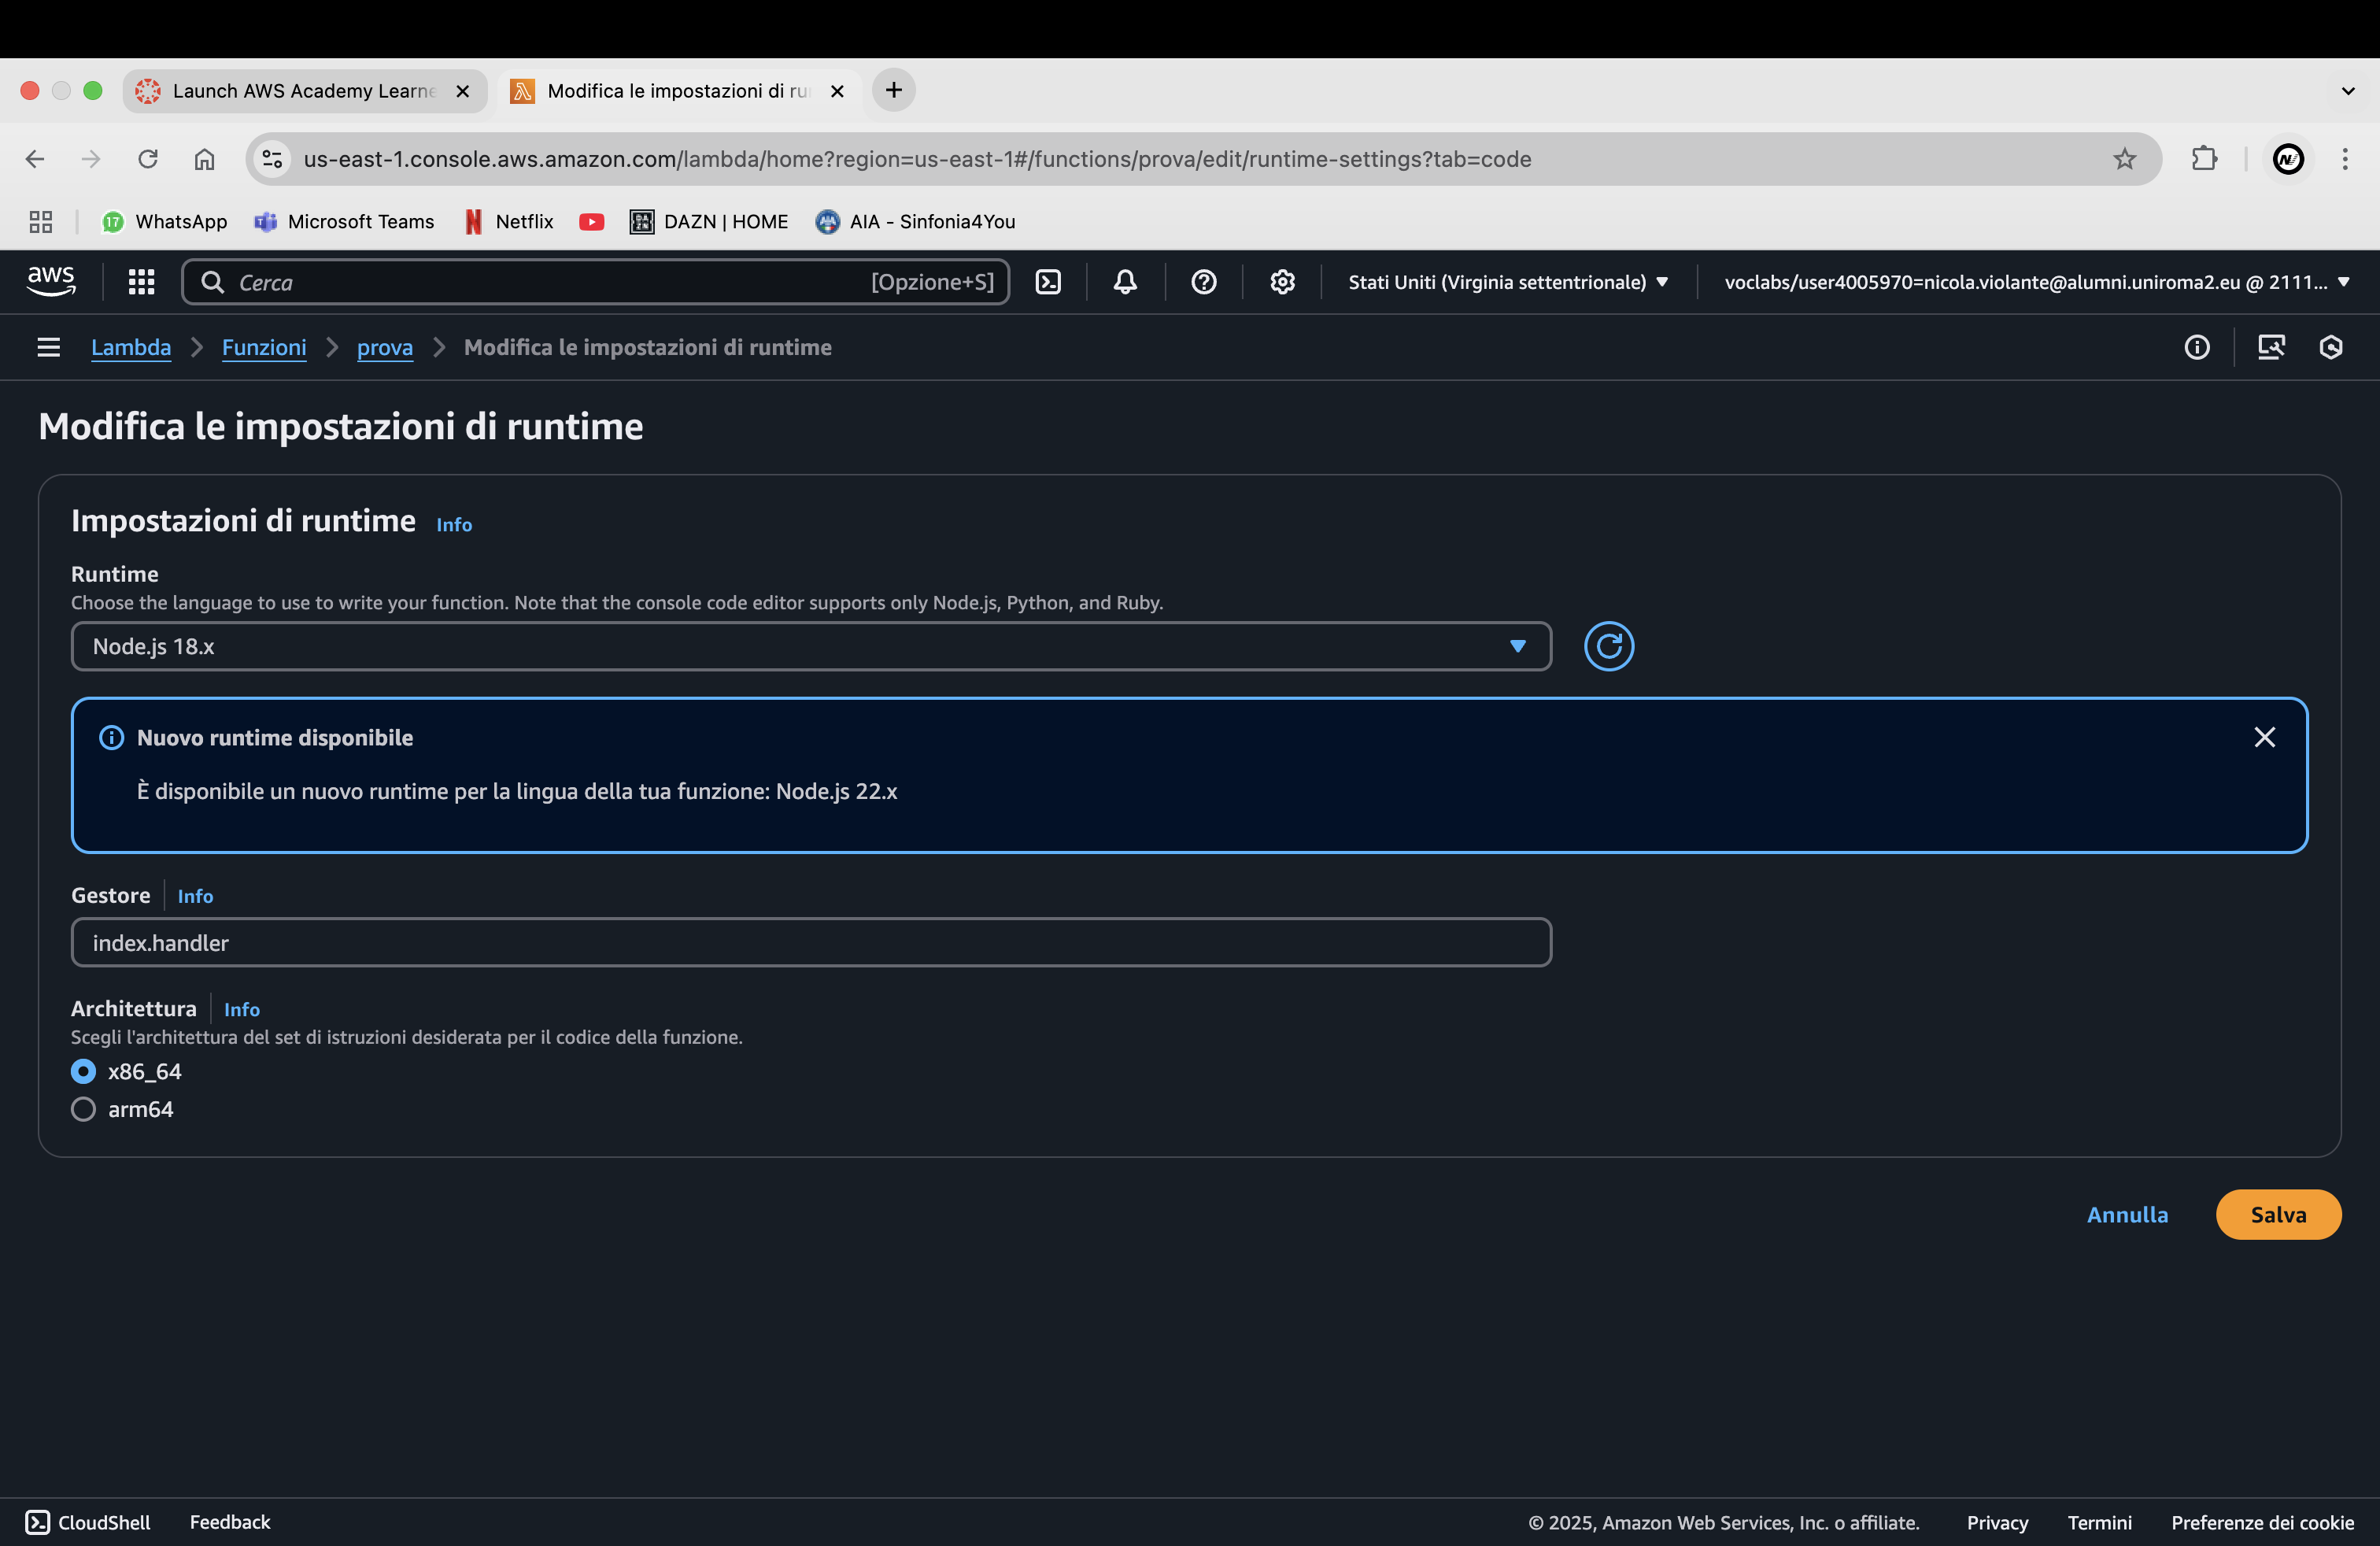 Launch AWS Academy Learne
Modifica le impostazioni di ru
us-east-1.console.aws.amazon.com/lambda/home?region=us-east-1#/functions/prova/edit/runtime-settings?tab=code
17 WhatsApp
Microsoft Teams
Netflix
DAZN | HOME
AIA - Sinfonia4You
aws
Cerca
[Opzione+S]
Stati Uniti (Virginia settentrionale)
voclabs/user4005970=nicola.violante@alumni.uniroma2.eu @ 2111...
Lambda
Funzioni
prova
Modifica le impostazioni di runtime
Modifica le impostazioni di runtime
Impostazioni di runtime Info
Runtime
Choose the language to use to write your function. Note that the console code editor supports only Node.js, Python, and Ruby.
Node.js 18.x
Nuovo runtime disponibile
È disponibile un nuovo runtime per la lingua della tua funzione: Node.js 22.x
Gestore Info
index.handler
Architettura Info
Scegli l'architettura del set di istruzioni desiderata per il codice della funzione.
x86_64
arm64
Annulla
Salva
CloudShell
Feedback
© 2025, Amazon Web Services, Inc. o affiliate.
Privacy
Termini
Preferenze dei cookie